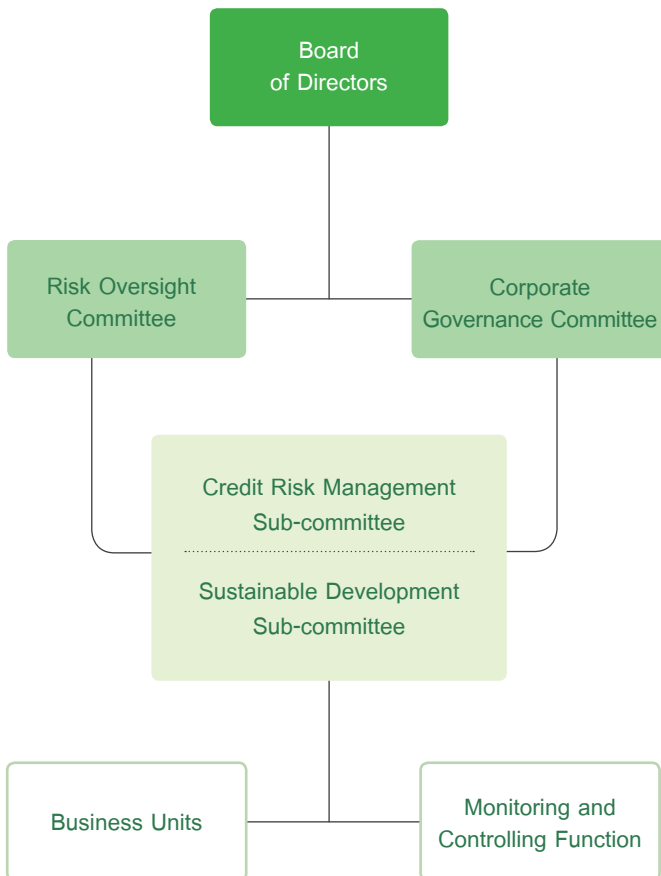 Board
of Directors
Risk Oversight
Committee
Corporate
Governance Committee
Credit Risk Management
Sub-committee
Sustainable Development
Sub-committee
Business Units
Monitoring and
Controlling Function